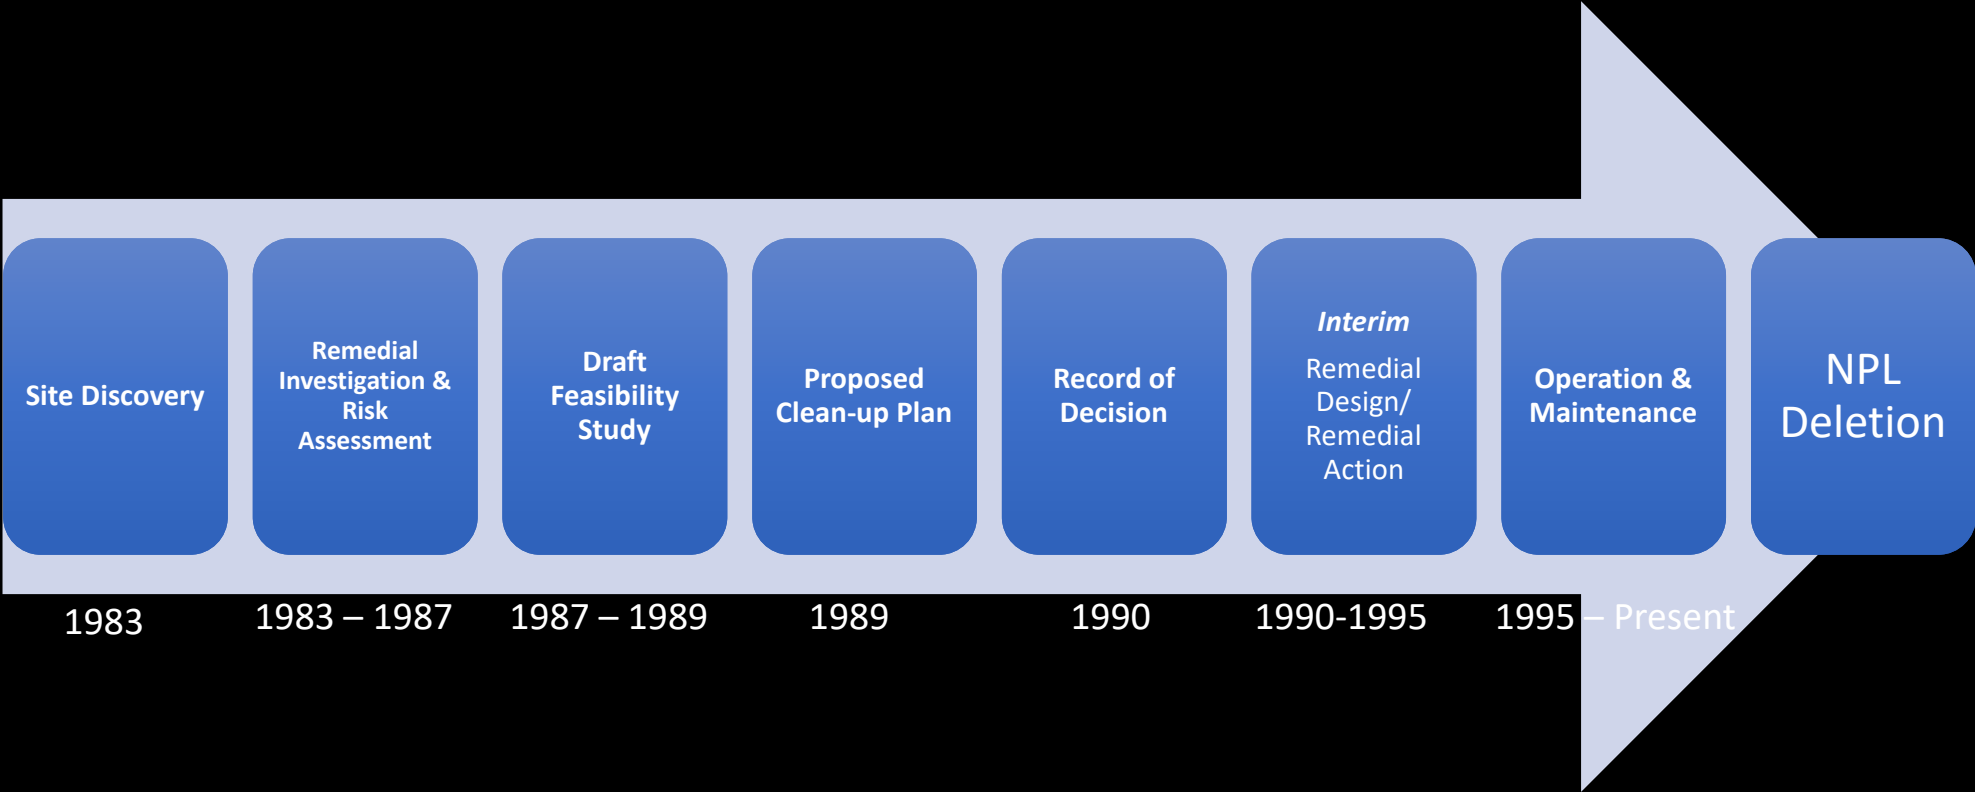 Site Discovery
Remedial
Investigation &
Risk
Assessment
Draft
Feasibility
Study
Proposed
Clean-up Plan
Record of
Decision
Interim
Remedial
Design/
Remedial
Action
Operation &
Maintenance
NPL
Deletion
1983
1983 – 1987
1987 – 1989
1989
1990
1990-1995
1995 – Present